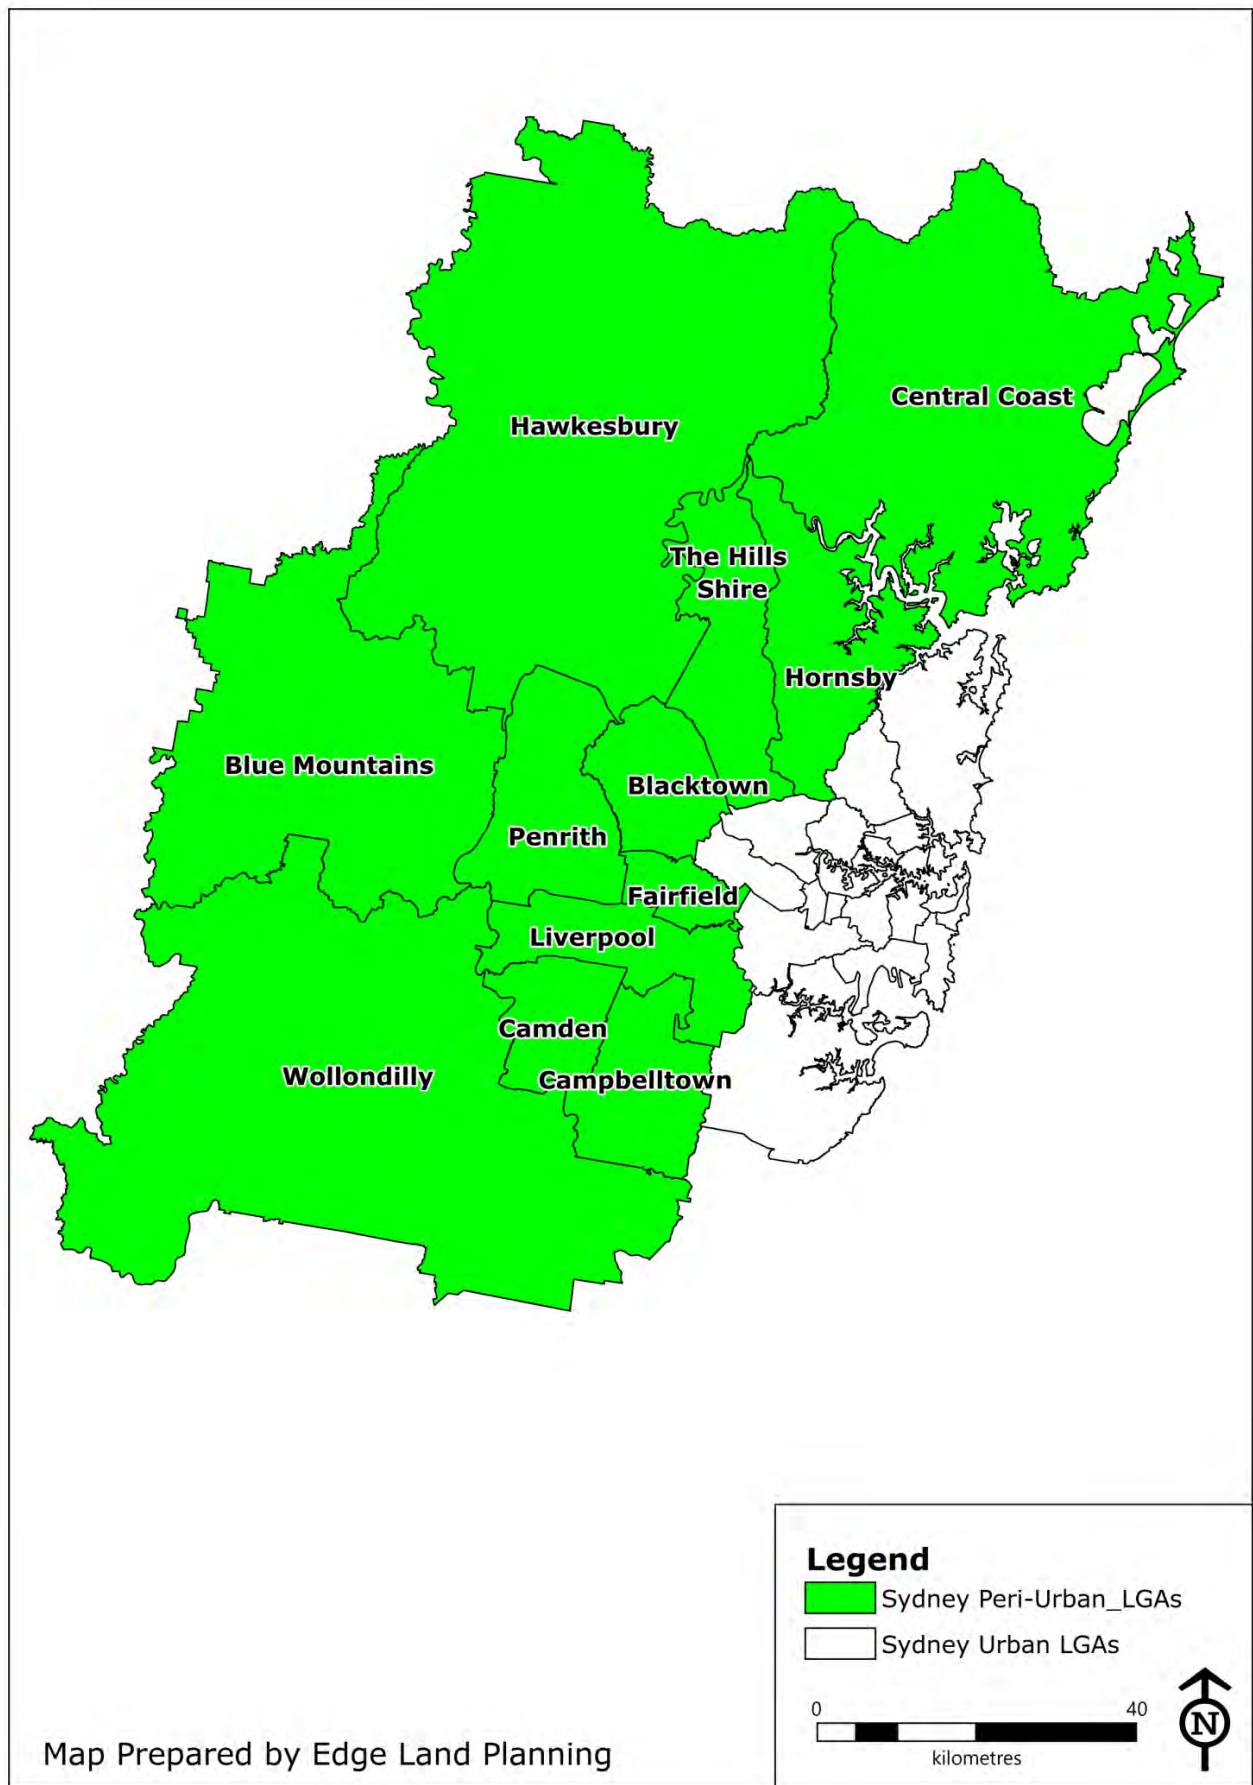 Central Coast
Hawkesbury
The Hills
Shire
Hornsby
Blue Mountains
Blacktown
Penrith
Fairfield
Liverpool
Camden
Wollondilly
Campbelltown
Legend
Sydney Peri-Urban_LGAs
Sydney Urban LGAs
0 40
kilometres
N
Map Prepared by Edge Land Planning